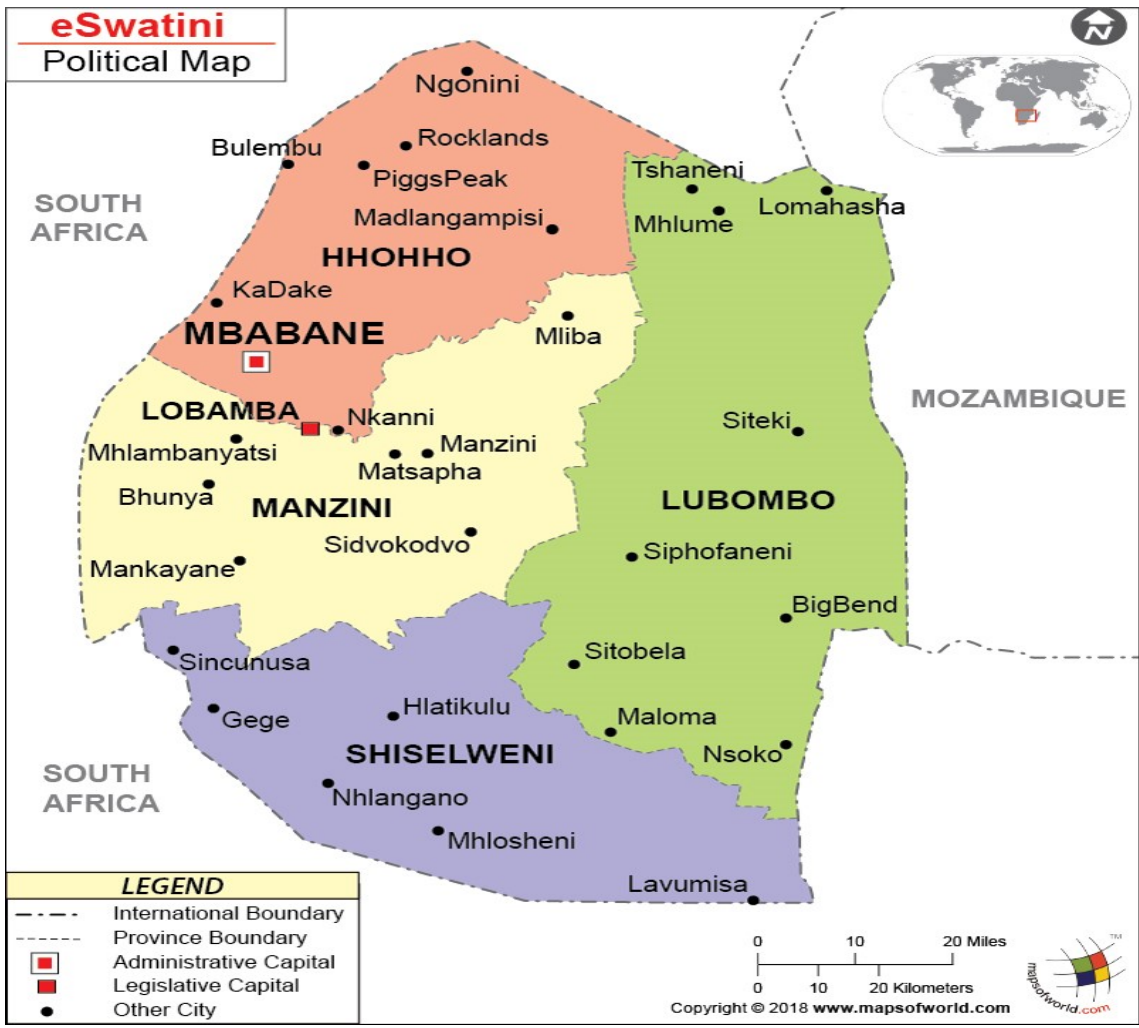 eSwatini
Political Map
N
Ngonini
Rocklands
Bulembu
PiggsPeak
Tshaneni
Lomahasha
Mhlume
SOUTH
AFRICA
Madlangampisi
HHOHHO
KaDake
MBABANE
Mliba
MOZAMBIQUE
LOBAMBA
Nkanni
Siteki
Mhlambanyatsi
Manzini
Matsapha
Bhunya
MANZINI
LUBOMBO
Sidvokodvo
Siphofaneni
Mankayane
BigBend
Sincunusa
Sitobela
Gege
Hlatikulu
Maloma
Nsoko
SHISELWENI
SOUTH
AFRICA
Nhlangano
Mhlosheni
Lavumisa
LEGEND
International Boundary
Province Boundary
Administrative Capital
Legislative Capital
Other City
0 10 20 Miles
0 10 20 Kilometers
Copyright © 2018 www.mapsofworld.com
mapsofworld.com
TM